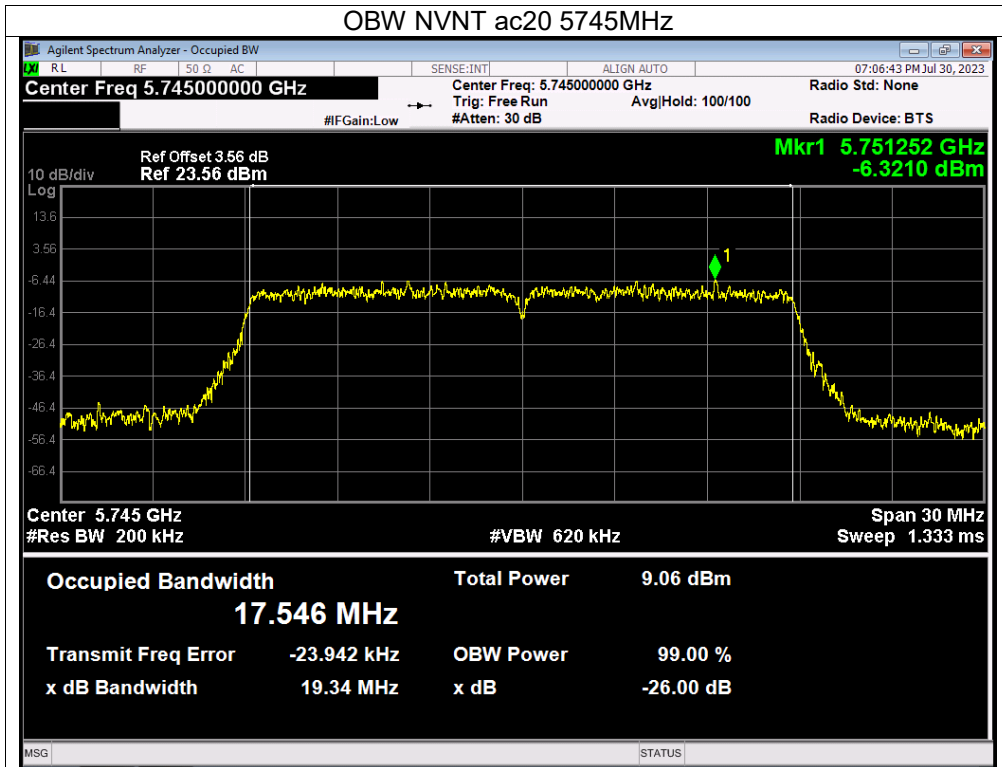 OBW NVNT ac20 5745MHz
Agilent Spectrum Analyzer - Occupied BW
LXI RL RF 50 Ω AC SENSE:INT ALIGN AUTO 07:06:43 PM Jul 30, 2023
Center Freq 5.745000000 GHz
Center Freq: 5.745000000 GHz
Radio Std: None
Trig: Free Run
Avg|Hold: 100/100
#IFGain:Low
#Atten: 30 dB
Radio Device: BTS
Mkr1 5.751252 GHz
-6.3210 dBm
Ref Offset 3.56 dB
10 dB/div Ref 23.56 dBm
Log
13.6
3.56
1
-6.44
-16.4
-26.4
-36.4
-46.4
-56.4
-66.4
Center 5.745 GHz Span 30 MHz
#Res BW 200 kHz #VBW 620 kHz Sweep 1.333 ms
Occupied Bandwidth Total Power 9.06 dBm
17.546 MHz
Transmit Freq Error -23.942 kHz OBW Power 99.00 %
x dB Bandwidth 19.34 MHz x dB -26.00 dB
MSG STATUS